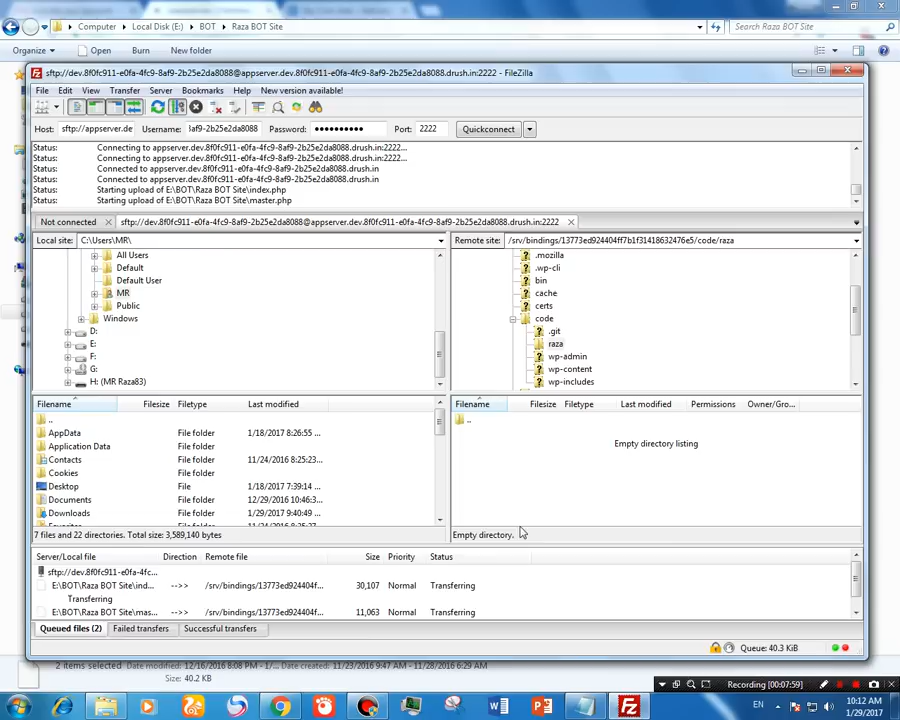 Computer ▸ Local Disk (E:) ▸ BOT ▸ Raza BOT Site
Search Raza BOT Site
Organize Open Burn New folder
sftp://dev.8f0fc911-e0fa-4fc9-8af9-2b25e2da8088@appserver.dev.8f0fc911-e0fa-4fc9-8af9-2b25e2da8088.drush.in:2222 - FileZilla
File Edit View Transfer Server Bookmarks Help New version available!
Host: sftp://appserver.de Username: 3af9-2b25e2da8088 Password: •••••••••• Port: 2222 Quickconnect
Status: Connecting to appserver.dev.8f0fc911-e0fa-4fc9-8af9-2b25e2da8088.drush.in:2222...
Status: Connecting to appserver.dev.8f0fc911-e0fa-4fc9-8af9-2b25e2da8088.drush.in:2222...
Status: Connected to appserver.dev.8f0fc911-e0fa-4fc9-8af9-2b25e2da8088.drush.in
Status: Connected to appserver.dev.8f0fc911-e0fa-4fc9-8af9-2b25e2da8088.drush.in
Status: Starting upload of E:\BOT\Raza BOT Site\index.php
Status: Starting upload of E:\BOT\Raza BOT Site\master.php
Not connected sftp://dev.8f0fc911-e0fa-4fc9-8af9-2b25e2da8088@appserver.dev.8f0fc911-e0fa-4fc9-8af9-2b25e2da8088.drush.in:2222
Local site: C:\Users\MR\
All Users
Default
Default User
MR
Public
Windows
D:
E:
F:
G:
H: (MR Raza83)
Remote site: /srv/bindings/13773ed924404ff7b1f31418632476e5/code/raza
.mozilla
.wp-cli
bin
cache
certs
code
.git
raza
wp-admin
wp-content
wp-includes
Filename Filesize Filetype Last modified
..
AppData File folder 1/18/2017 8:26:55 ...
Application Data File folder
Contacts File folder 11/24/2016 8:25:23...
Cookies File folder
Desktop File 1/18/2017 7:39:14 ...
Documents File folder 12/29/2016 10:46:3...
Downloads File folder 1/29/2017 9:40:49 ...
7 files and 22 directories. Total size: 3,589,140 bytes
Filename Filesize Filetype Last modified Permissions Owner/Gro...
..
Empty directory listing
Empty directory.
Server/Local file Direction Remote file Size Priority Status
sftp://dev.8f0fc911-e0fa-4fc...
E:\BOT\Raza BOT Site\ind... -->> /srv/bindings/13773ed924404f... 30,107 Normal Transferring
Transferring
E:\BOT\Raza BOT Site\mas... -->> /srv/bindings/13773ed924404f... 11,063 Normal Transferring
Queued files (2) Failed transfers Successful transfers
Queue: 40.3 KiB
2 items selected Date modified: 12/16/2016 8:08 PM - 1/... Date created: 11/23/2016 9:47 AM - 11/28/2016 6:29 AM
Size: 40.2 KB
Recording [00:07:59]
EN
10:12 AM
1/29/2017